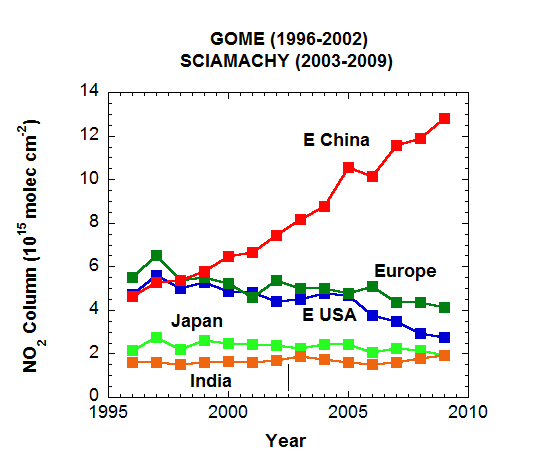 GOME (1996-2002)
SCIAMACHY (2003-2009)
NO2 Column (10^15 molec cm^-2)
14
12
10
8
6
4
2
0
E China
Europe
E USA
Japan
India
1995
2000
2005
2010
Year